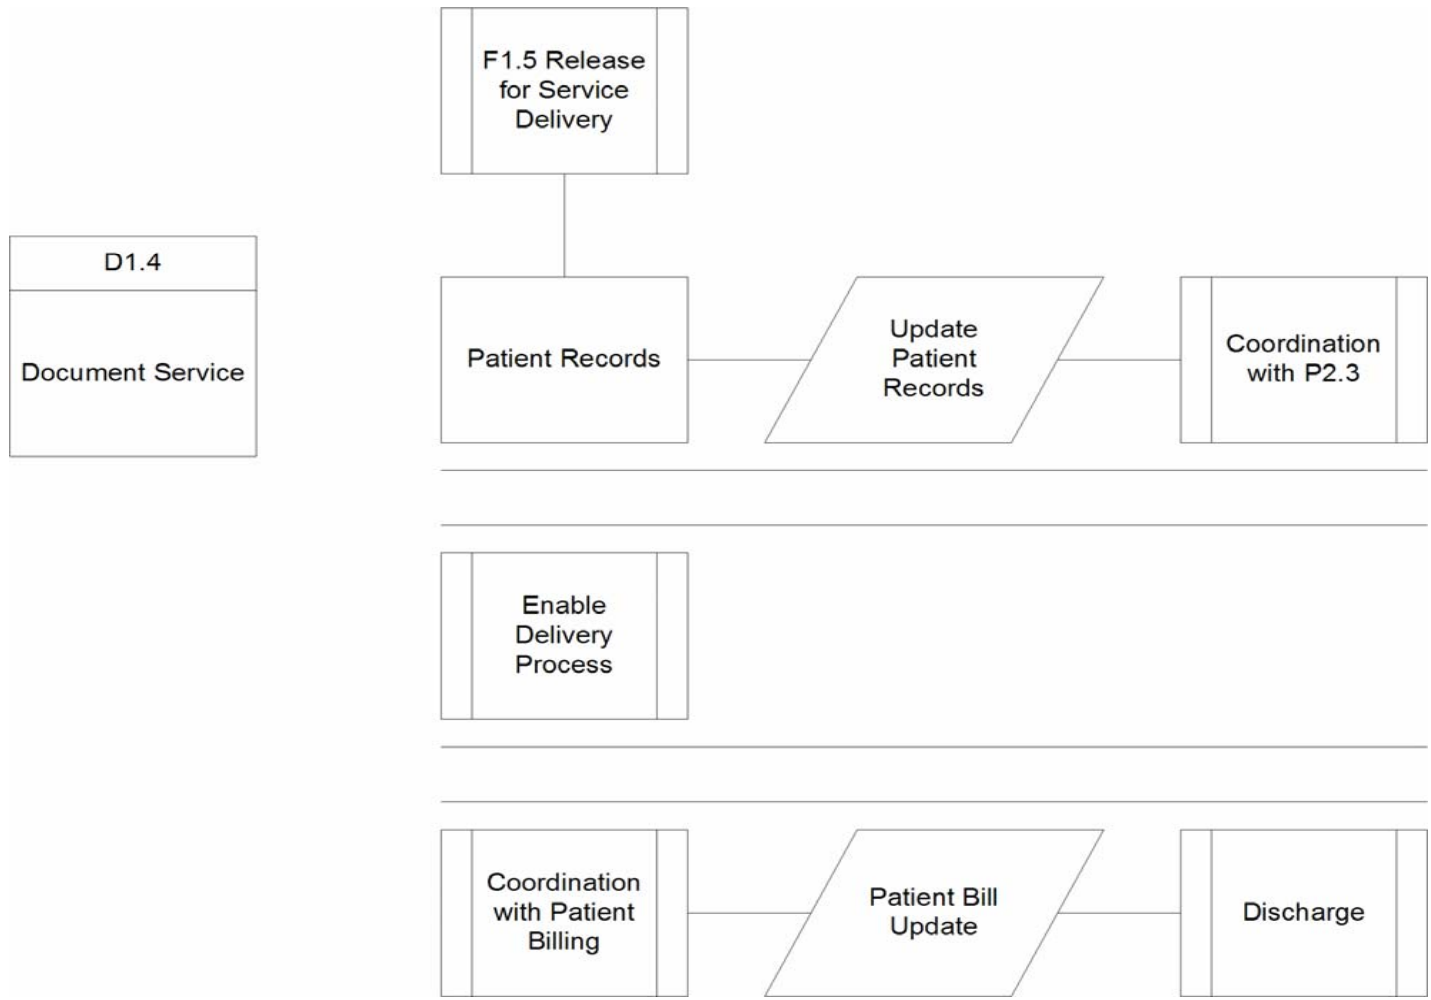 F1.5 Release
for Service
Delivery
D1.4
Document Service
Patient Records
Update
Patient
Records
Coordination
with P2.3
Enable
Delivery
Process
Coordination
with Patient
Billing
Patient Bill
Update
Discharge